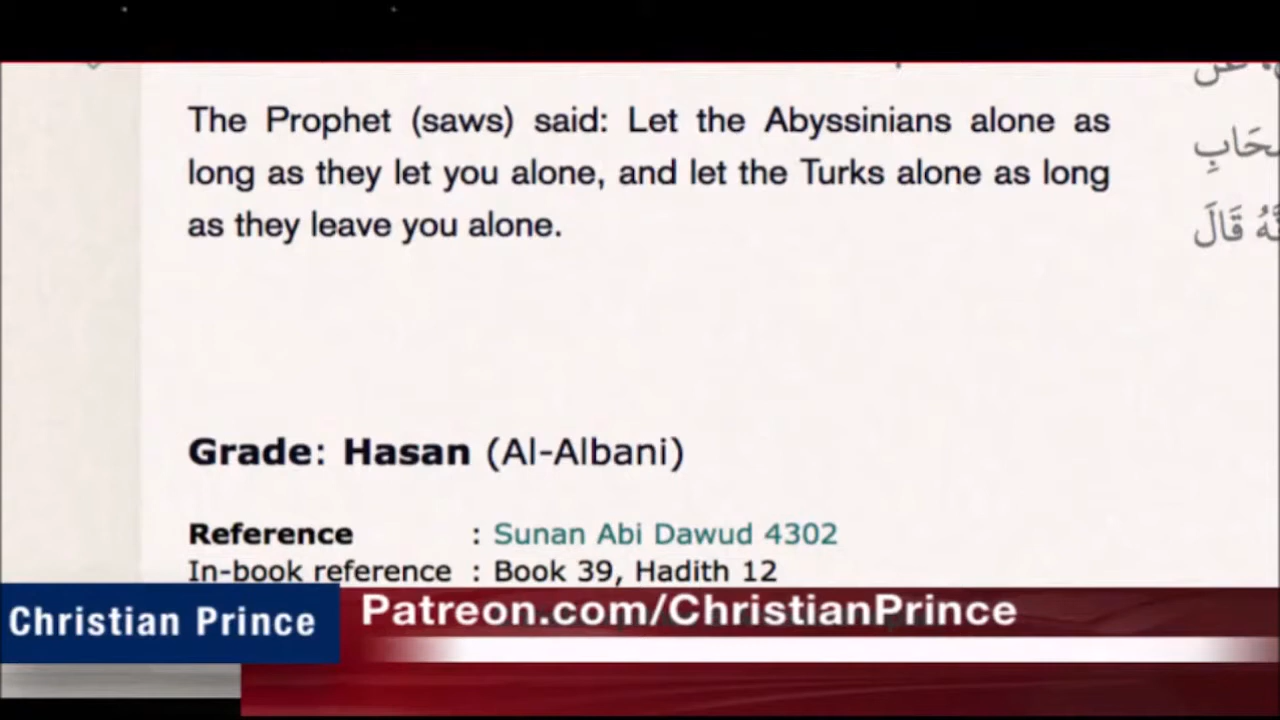 The Prophet (saws) said: Let the Abyssinians alone as
long as they let you alone, and let the Turks alone as long
as they leave you alone.
قَالَ
Grade: Hasan (Al-Albani)
Reference : Sunan Abi Dawud 4302
In-book reference : Book 39, Hadith 12
Christian Prince
Patreon.com/ChristianPrince